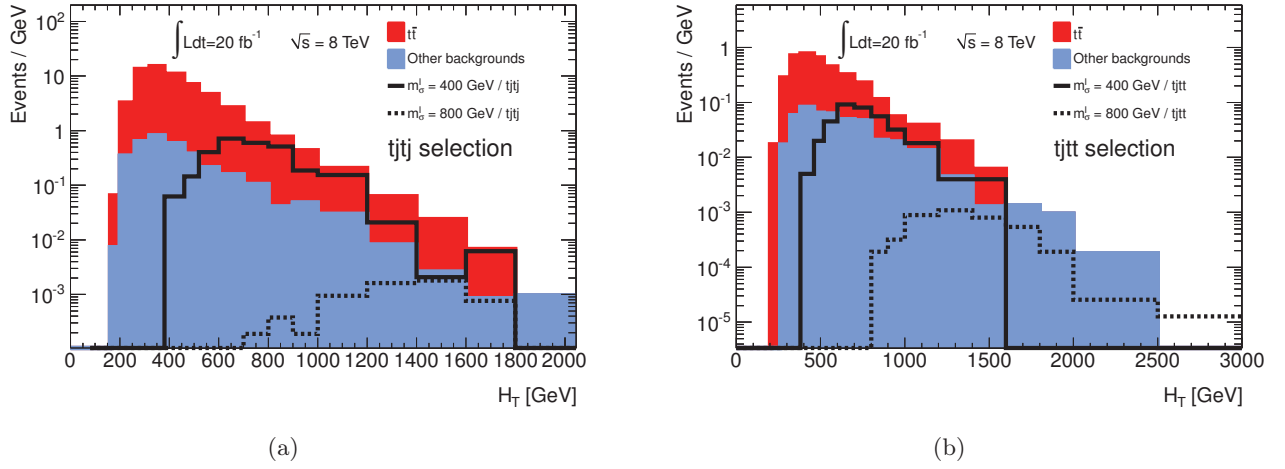 Events / GeV
10²
10
1
10⁻¹
10⁻²
10⁻³
∫Ldt=20 fb⁻¹ √s = 8 TeV
tt̄
Other backgrounds
mᴵσ = 400 GeV / tjtj
mᴵσ = 800 GeV / tjtj
tjtj selection
0 200 400 600 800 1000 1200 1400 1600 1800 2000
H_T [GeV]
(a)
Events / GeV
1
10⁻¹
10⁻²
10⁻³
10⁻⁴
10⁻⁵
∫Ldt=20 fb⁻¹ √s = 8 TeV
tt̄
Other backgrounds
mᴵσ = 400 GeV / tjtt
mᴵσ = 800 GeV / tjtt
tjtt selection
0 500 1000 1500 2000 2500 3000
H_T [GeV]
(b)